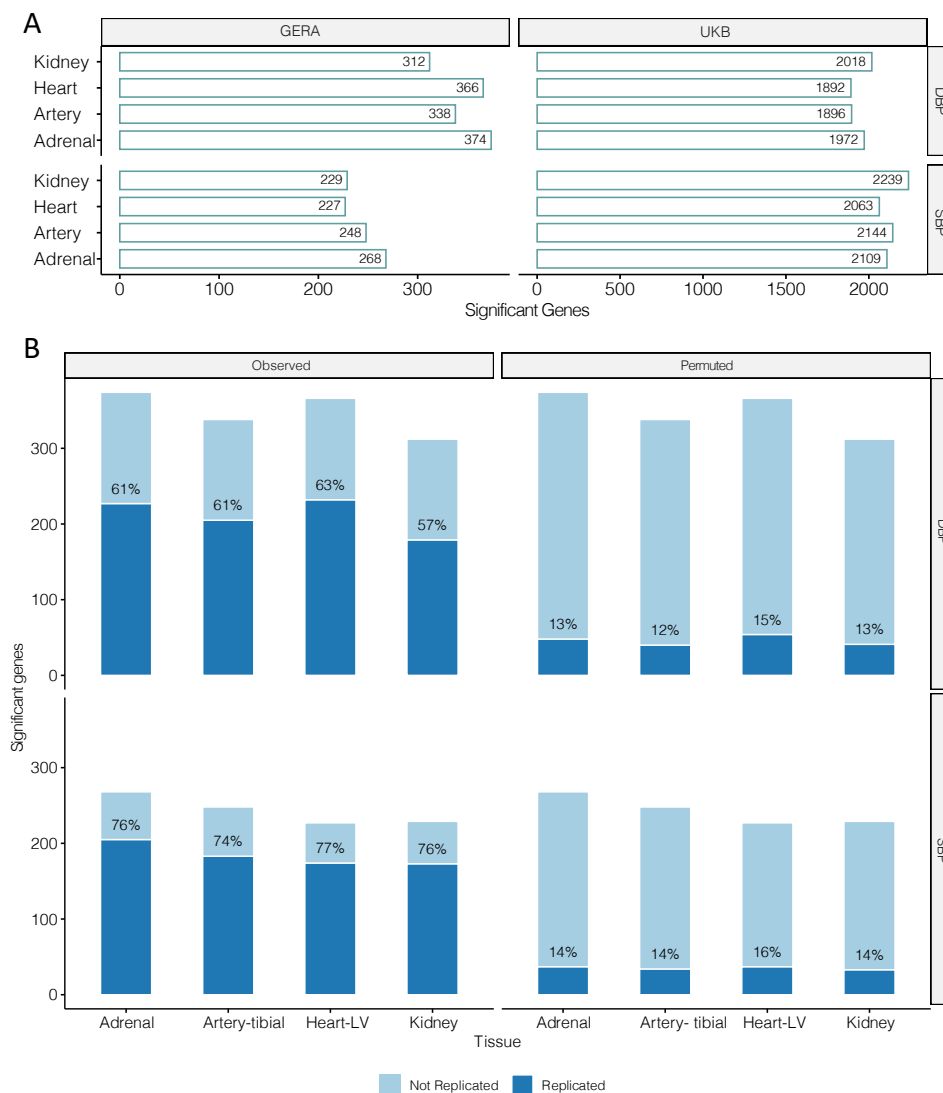 A
GERA UKB
Kidney 312 2018
Heart 366 1892
Artery 338 1896
Adrenal 374 1972
DBP
Kidney 229 2239
Heart 227 2063
Artery 248 2144
Adrenal 268 2109
SBP
0 100 200 300 0 500 1000 1500 2000
Significant Genes
B
Observed Permuted
300
200
100
0
61% 61% 63% 57% 13% 12% 15% 13%
DBP
Significant genes
300
200
100
0
76% 74% 77% 76% 14% 14% 16% 14%
SBP
Adrenal Artery-tibial Heart-LV Kidney Adrenal Artery- tibial Heart-LV Kidney
Tissue
Not Replicated Replicated